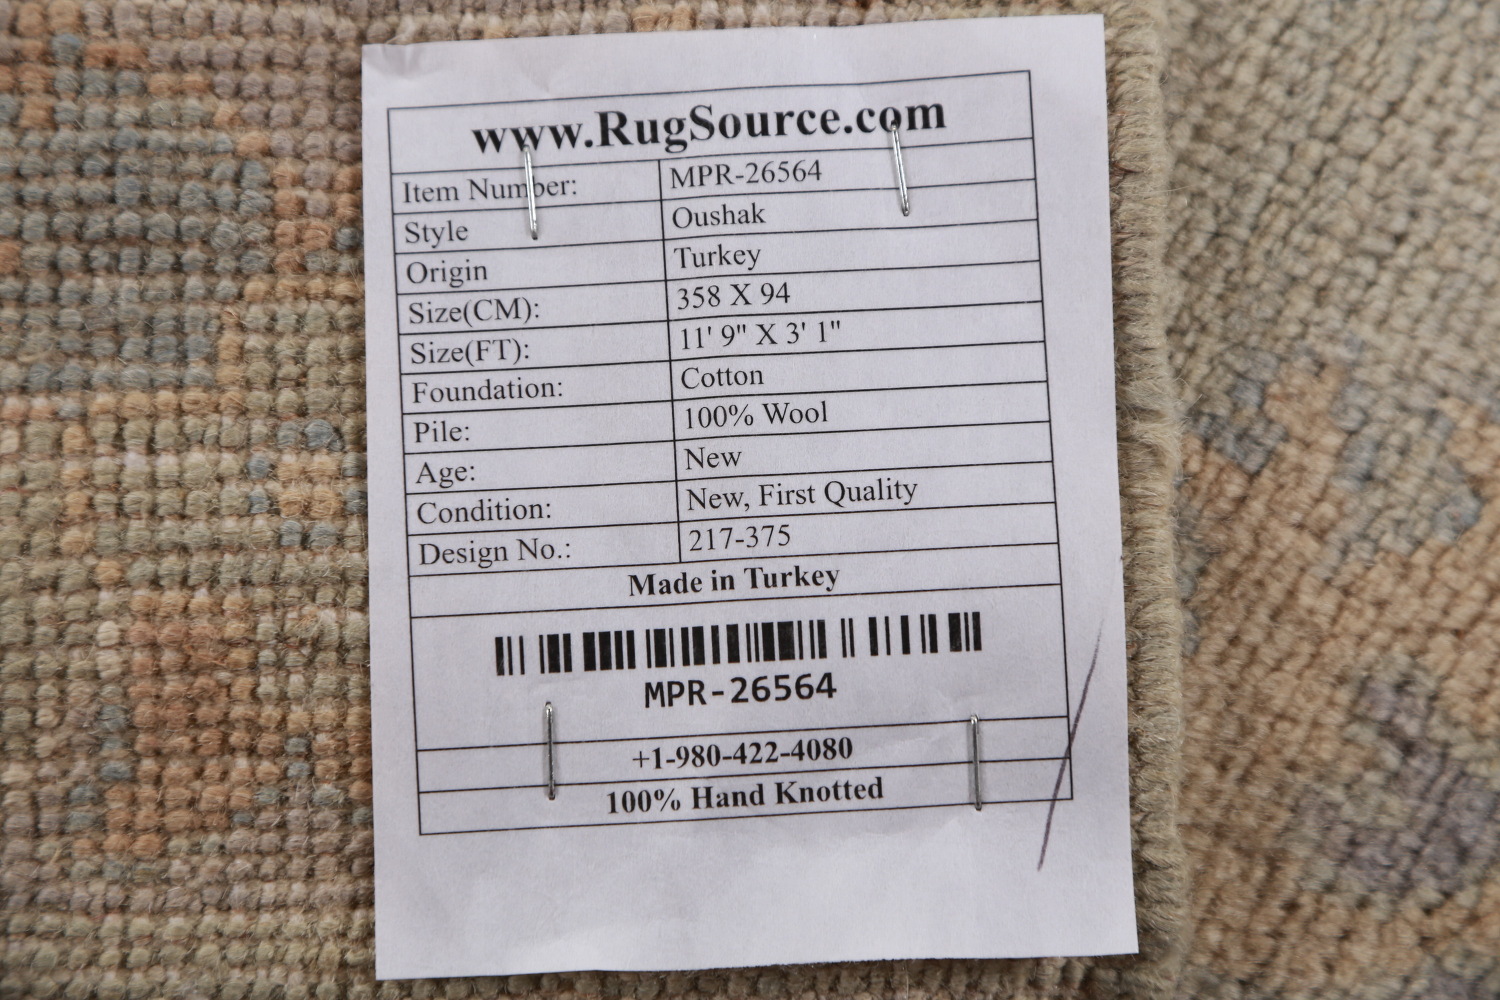 www.RugSource.com
Item Number: MPR-26564
Style Oushak
Origin Turkey
Size(CM): 358 X 94
Size(FT): 11' 9" X 3' 1"
Foundation: Cotton
Pile: 100% Wool
Age: New
Condition: New, First Quality
Design No.: 217-375
Made in Turkey
MPR-26564
+1-980-422-4080
100% Hand Knotted